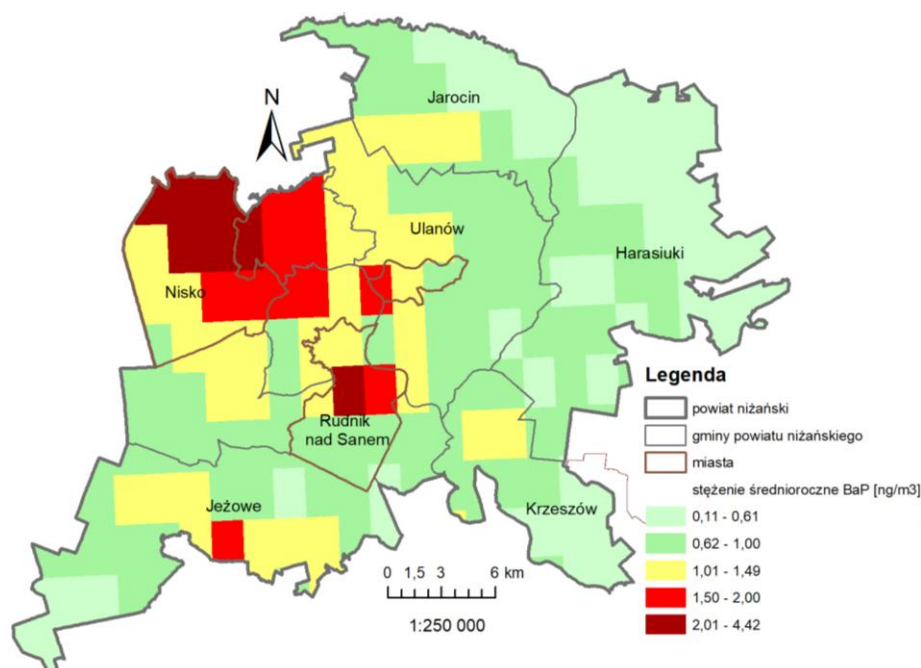 N
Jarocin
Ulanów
Harasiuki
Nisko
Rudnik
nad Sanem
Jeżowe
Krzeszów
0 1,5 3 6 km
1:250 000
Legenda
powiat niżański
gminy powiatu niżańskiego
miasta
stężenie średnioroczne BaP [ng/m3]
0,11 - 0,61
0,62 - 1,00
1,01 - 1,49
1,50 - 2,00
2,01 - 4,42